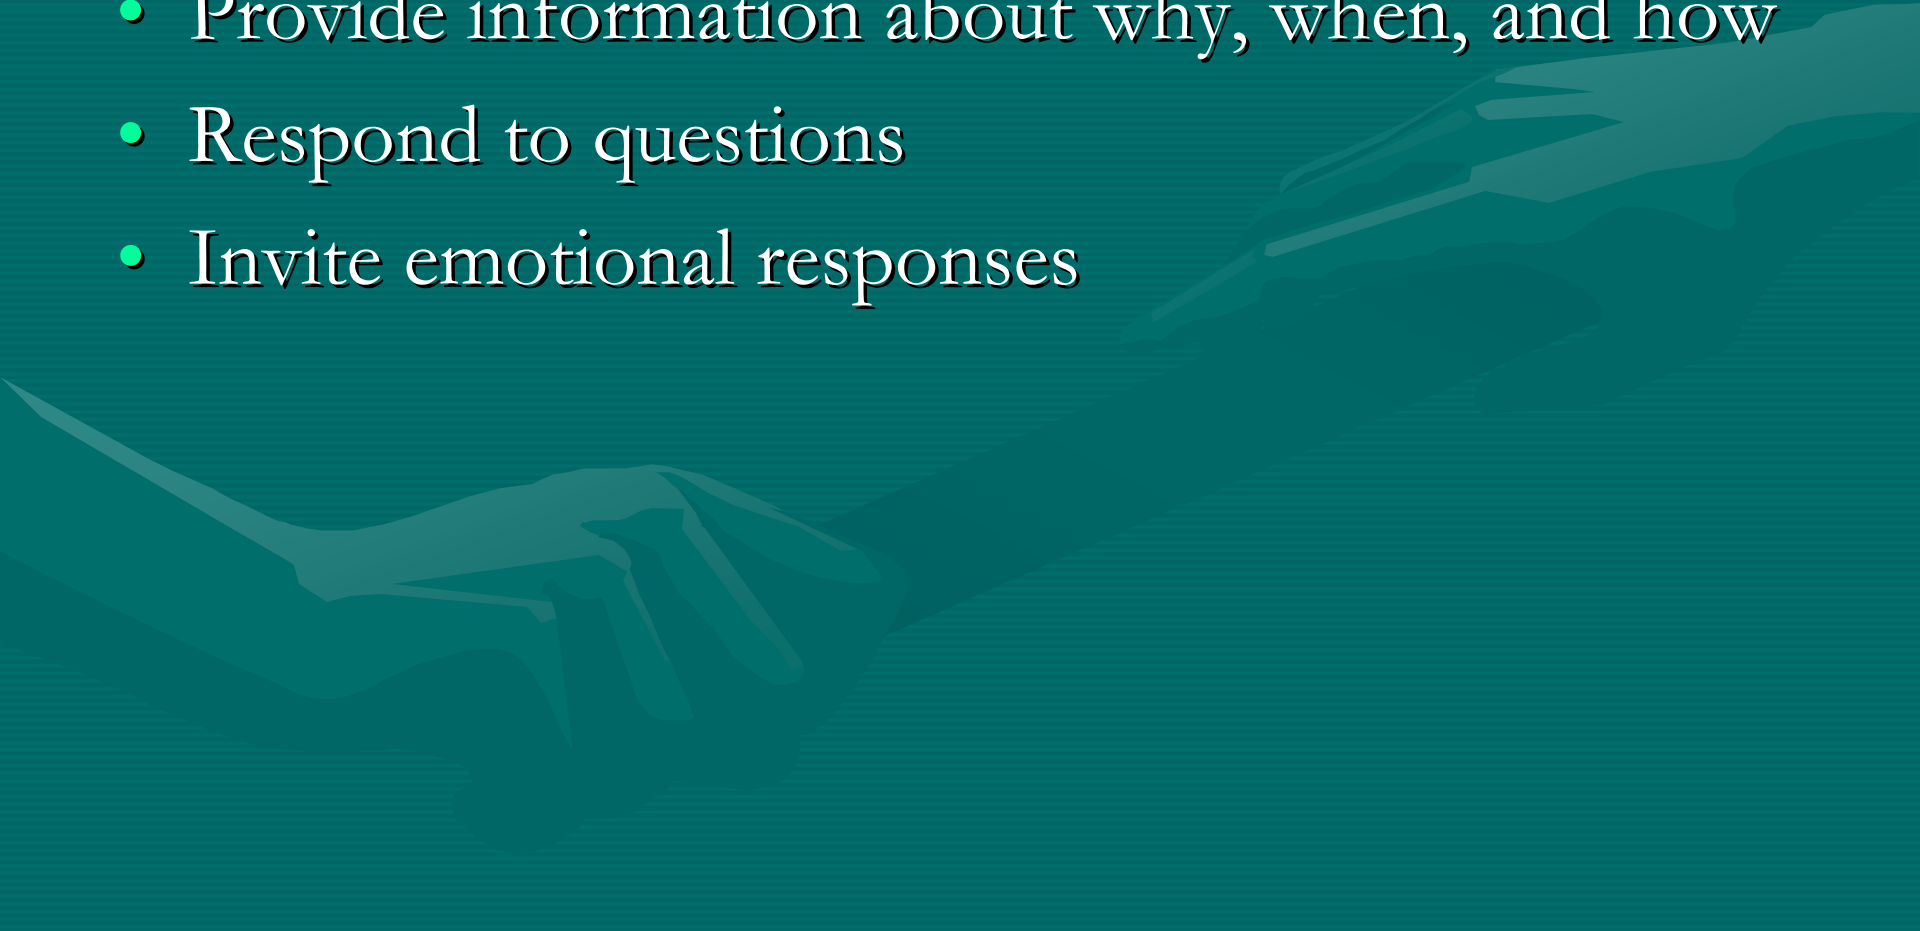 • Provide information about why, when, and how
• Respond to questions
• Invite emotional responses